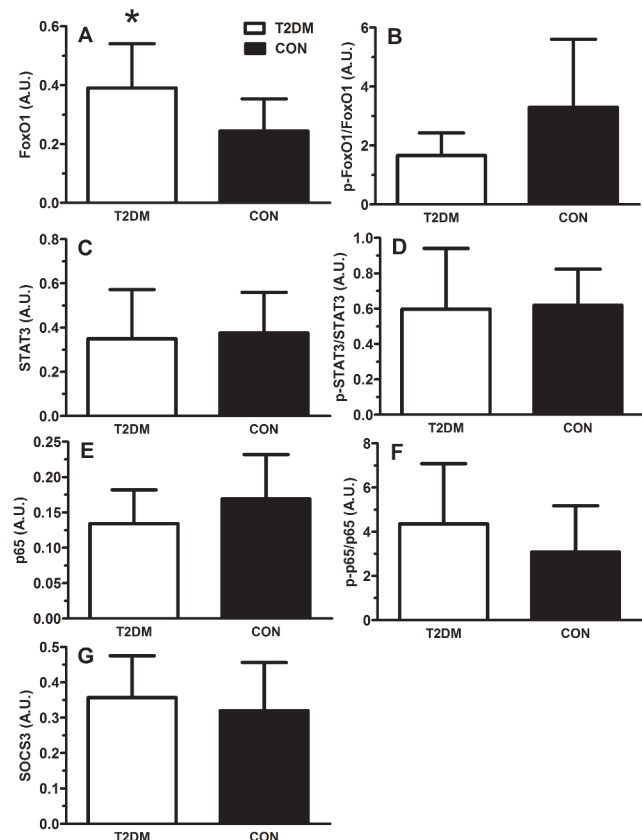 A
*
T2DM
CON
FoxO1 (A.U.)
0.6
0.4
0.2
0.0
T2DM
CON
B
p-FoxO1/FoxO1 (A.U.)
6
4
2
0
T2DM
CON
C
STAT3 (A.U.)
0.8
0.6
0.4
0.2
0.0
T2DM
CON
D
p-STAT3/STAT3 (A.U.)
1.0
0.8
0.6
0.4
0.2
0.0
T2DM
CON
E
p65 (A.U.)
0.25
0.20
0.15
0.10
0.05
0.00
T2DM
CON
F
p-p65/p65 (A.U.)
8
6
4
2
0
T2DM
CON
G
SOCS3 (A.U.)
0.5
0.4
0.3
0.2
0.1
0.0
T2DM
CON